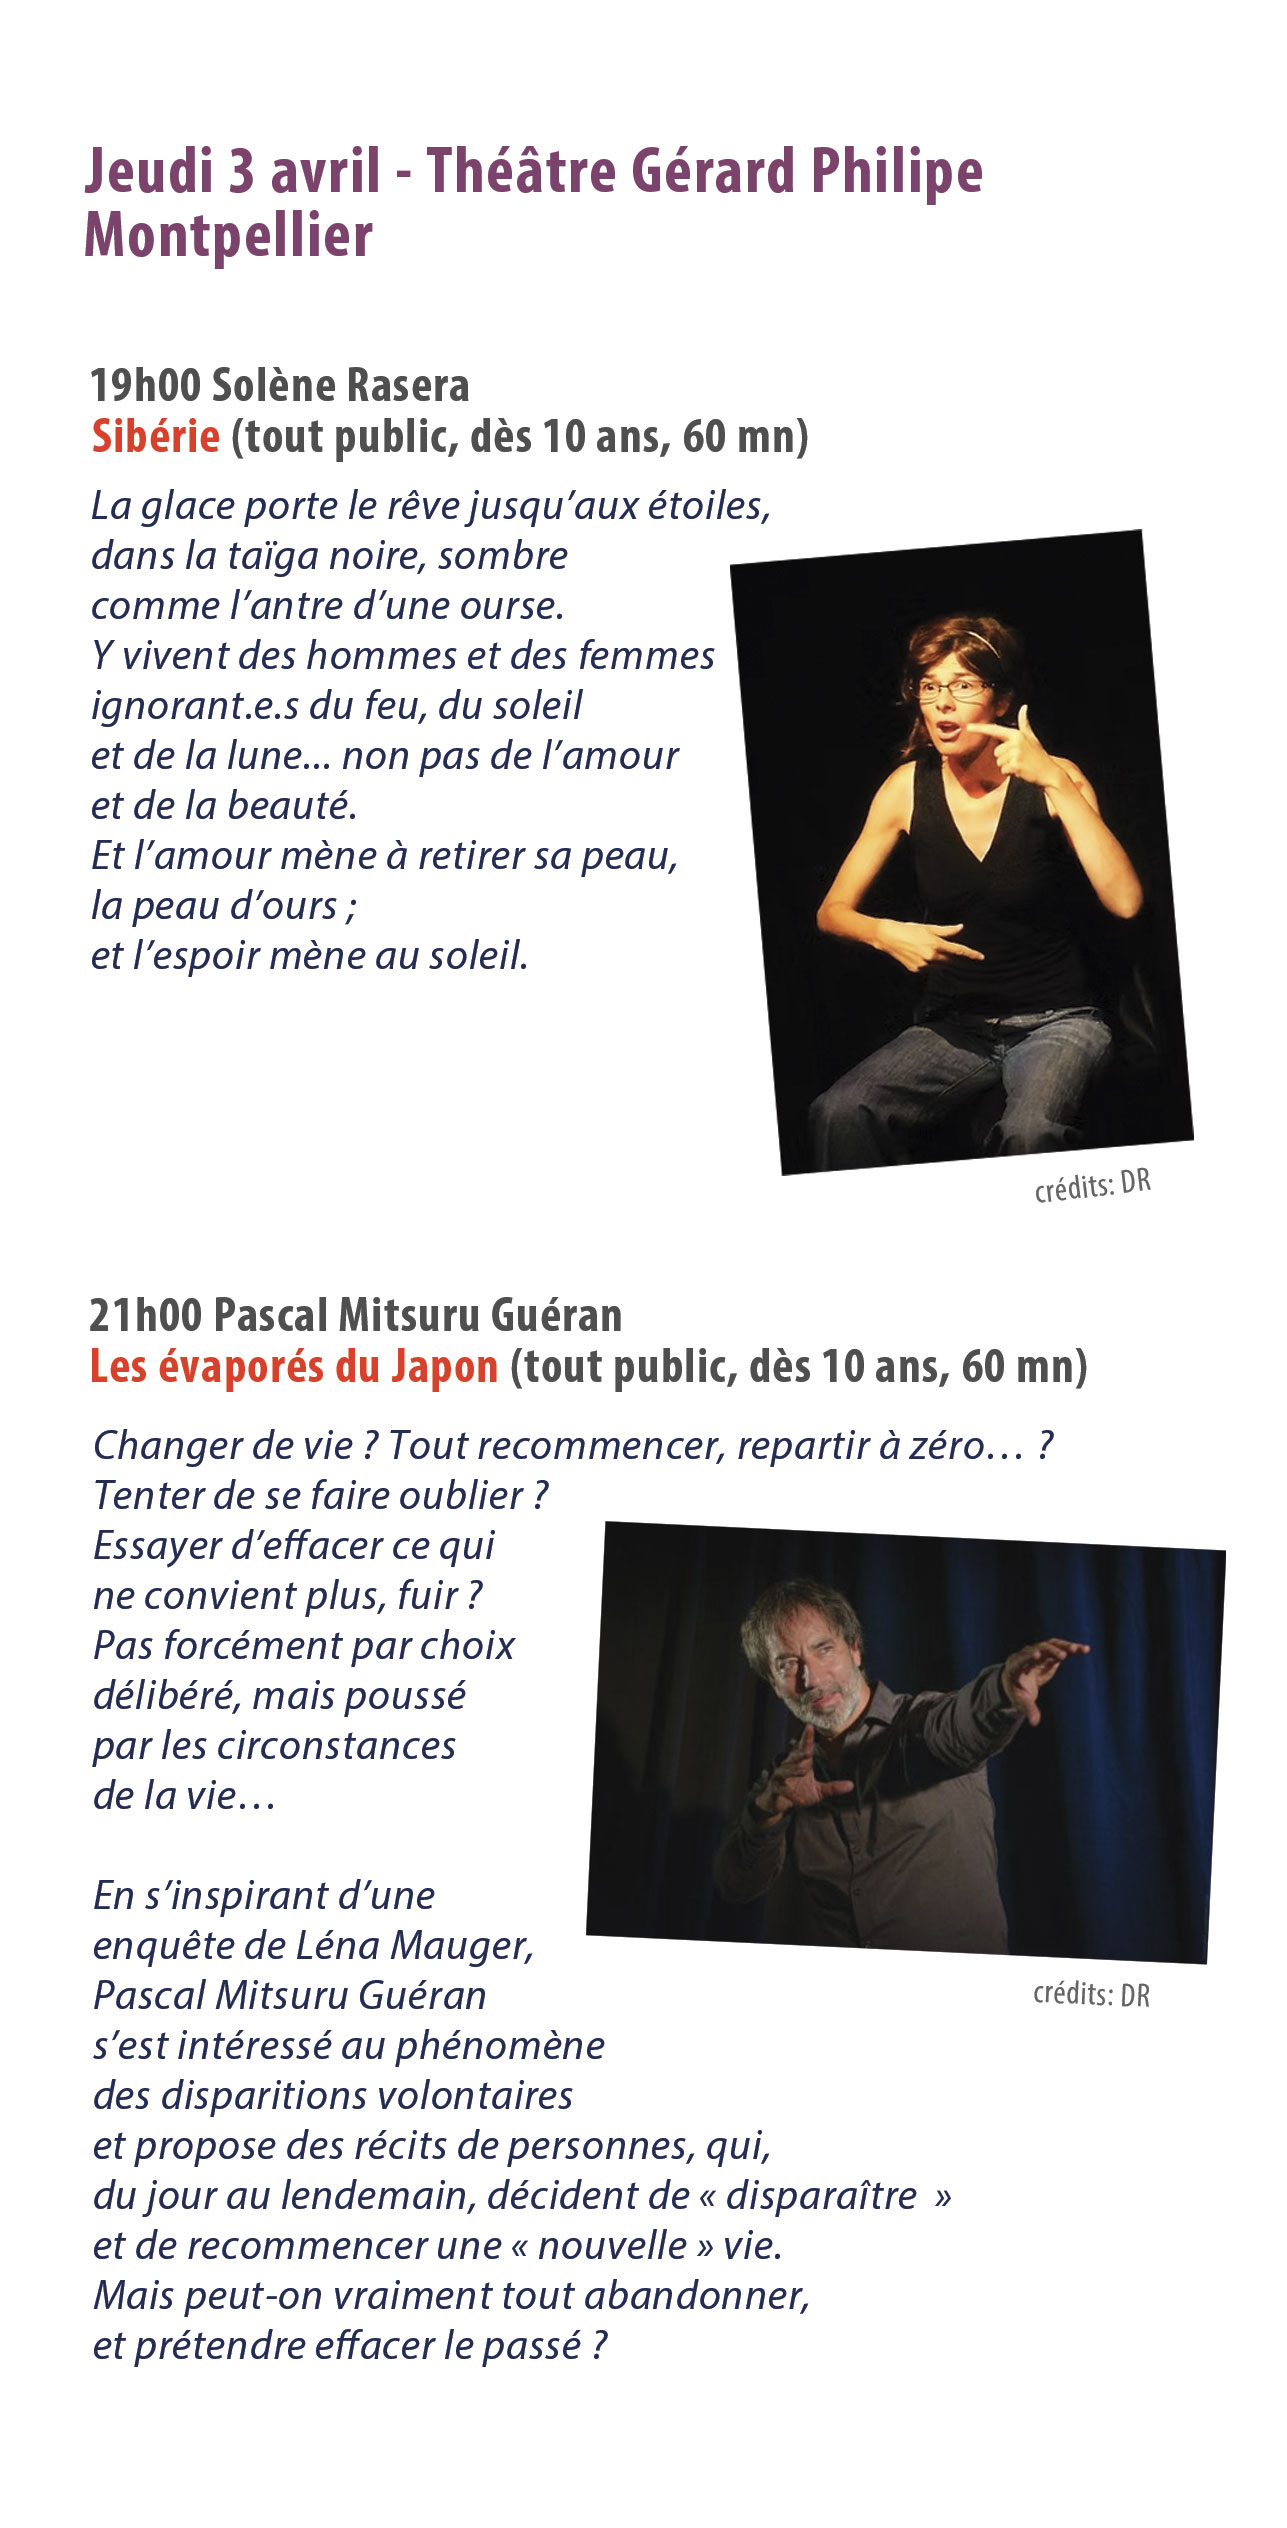 Jeudi 3 avril - Théâtre Gérard Philipe
Montpellier
19h00 Solène Rasera
Sibérie (tout public, dès 10 ans, 60 mn)
La glace porte le rêve jusqu’aux étoiles,
dans la taïga noire, sombre
comme l’antre d’une ourse.
Y vivent des hommes et des femmes
ignorant.e.s du feu, du soleil
et de la lune... non pas de l’amour
et de la beauté.
Et l’amour mène à retirer sa peau,
la peau d’ours ;
et l’espoir mène au soleil.
crédits: DR
21h00 Pascal Mitsuru Guéran
Les évaporés du Japon (tout public, dès 10 ans, 60 mn)
Changer de vie ? Tout recommencer, repartir à zéro… ?
Tenter de se faire oublier ?
Essayer d’effacer ce qui
ne convient plus, fuir ?
Pas forcément par choix
délibéré, mais poussé
par les circonstances
de la vie…
En s’inspirant d’une
enquête de Léna Mauger,
Pascal Mitsuru Guéran
s’est intéressé au phénomène
des disparitions volontaires
et propose des récits de personnes, qui,
du jour au lendemain, décident de « disparaître  »
et de recommencer une « nouvelle » vie.
Mais peut-on vraiment tout abandonner,
et prétendre effacer le passé ?
crédits: DR